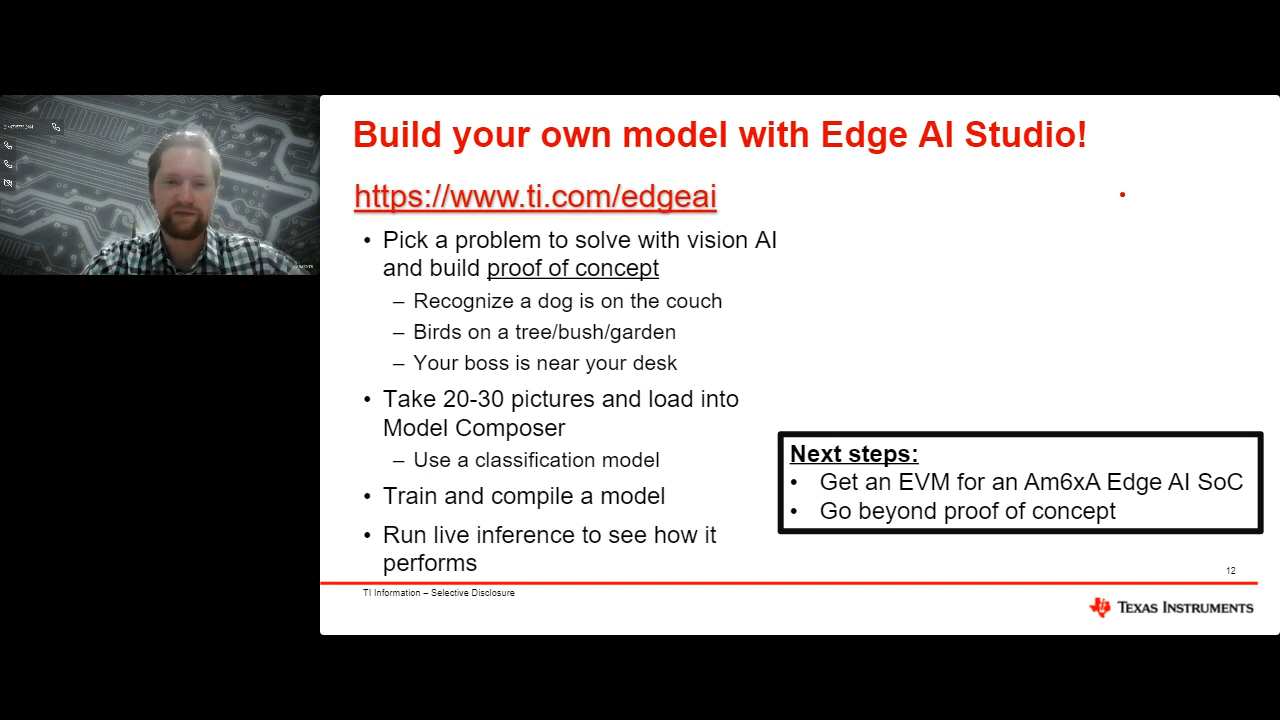 Build your own model with Edge AI Studio!
https://www.ti.com/edgeai
• Pick a problem to solve with vision AI
and build proof of concept
– Recognize a dog is on the couch
– Birds on a tree/bush/garden
– Your boss is near your desk
• Take 20-30 pictures and load into
Model Composer
– Use a classification model
• Train and compile a model
• Run live inference to see how it
performs
Next steps:
• Get an EVM for an Am6xA Edge AI SoC
• Go beyond proof of concept
12
TI Information – Selective Disclosure
TEXAS INSTRUMENTS